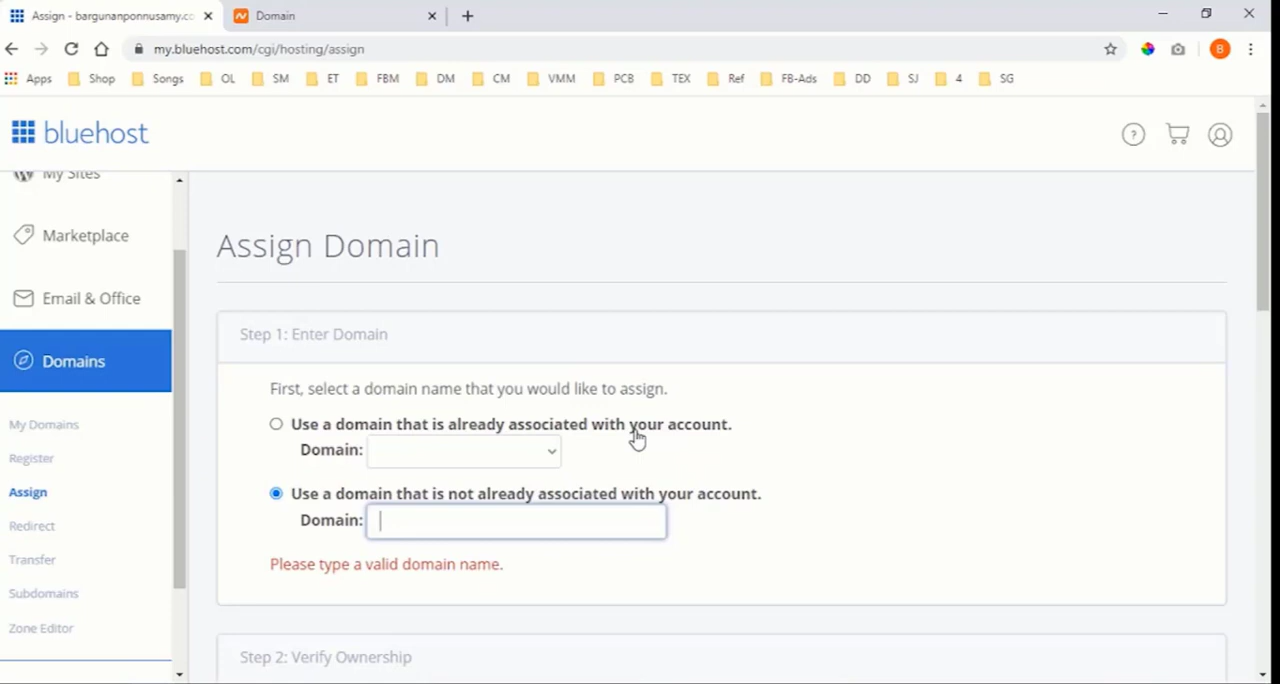 Assign - bargunanponnusamy.co
Domain
my.bluehost.com/cgi/hosting/assign
B
Apps Shop Songs OL SM ET FBM DM CM VMM PCB TEX Ref FB-Ads DD SJ 4 SG
bluehost
?
My Sites
Marketplace
Email & Office
Domains
My Domains
Register
Assign
Redirect
Transfer
Subdomains
Zone Editor
Assign Domain
Step 1: Enter Domain
First, select a domain name that you would like to assign.
Use a domain that is already associated with your account.
Domain:
Use a domain that is not already associated with your account.
Domain:
Please type a valid domain name.
Step 2: Verify Ownership